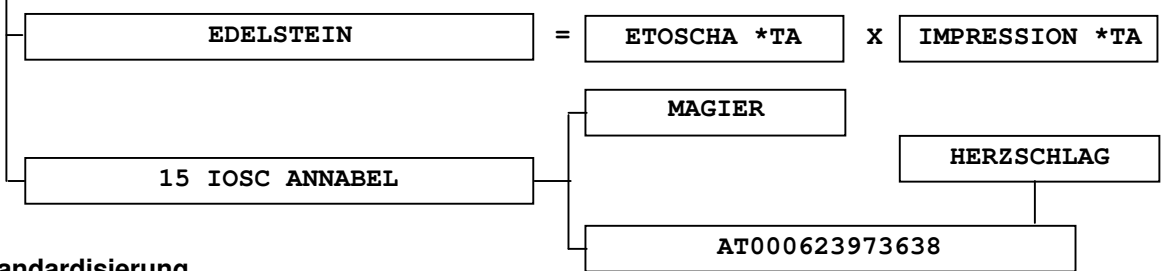 EDELSTEIN = ETOSCHA *TA X IMPRESSION *TA
MAGIER
HERZSCHLAG
15 IOSC ANNABEL
AT000623973638
andardisierung